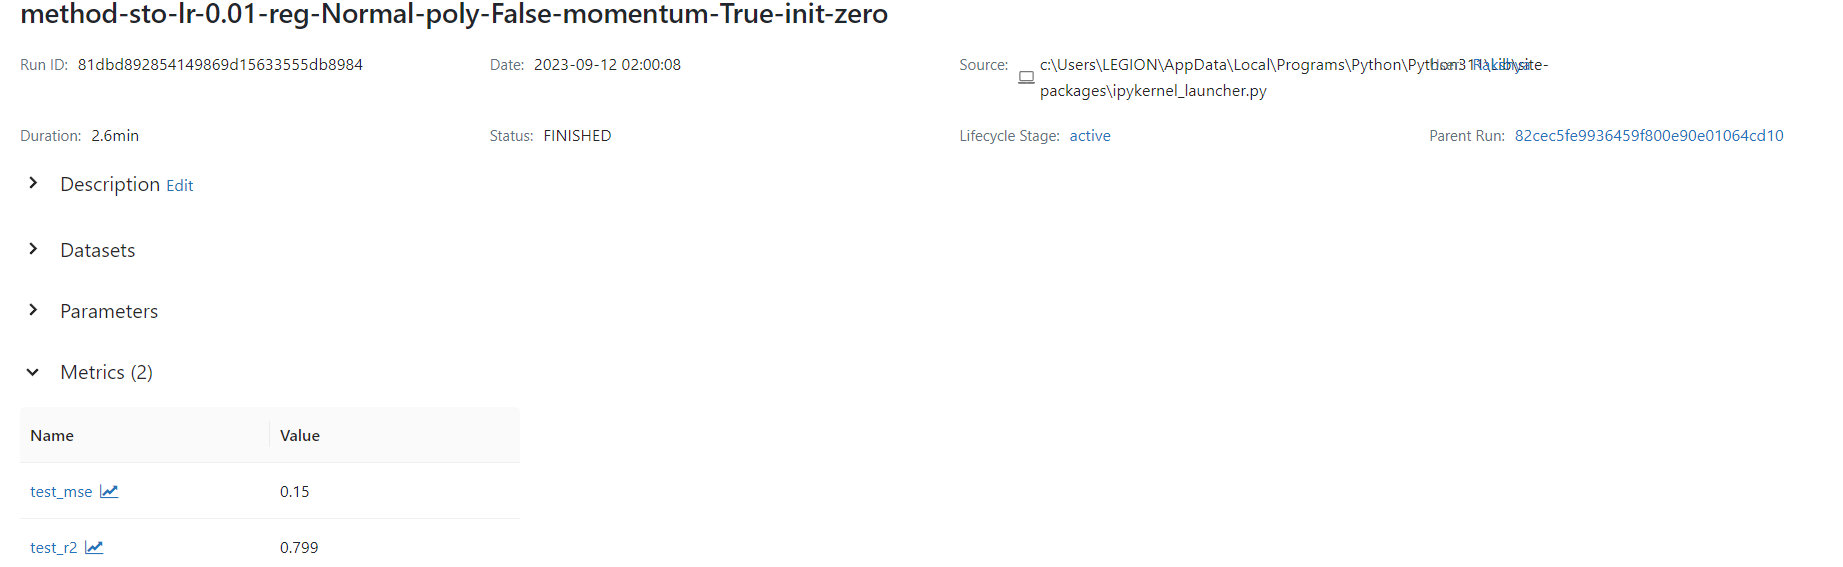 method-sto-lr-0.01-reg-Normal-poly-False-momentum-True-init-zero
Run ID: 81dbd892854149869d15633555db8984
Date: 2023-09-12 02:00:08
Source: c:\Users\LEGION\AppData\Local\Programs\Python\Python311\Lib\site-
packages\ipykernel_launcher.py
User:
Duration: 2.6min
Status: FINISHED
Lifecycle Stage: active
Parent Run: 82cec5fe9936459f800e90e01064cd10
Description Edit
Datasets
Parameters
Metrics (2)
Name Value
test_mse 0.15
test_r2 0.799